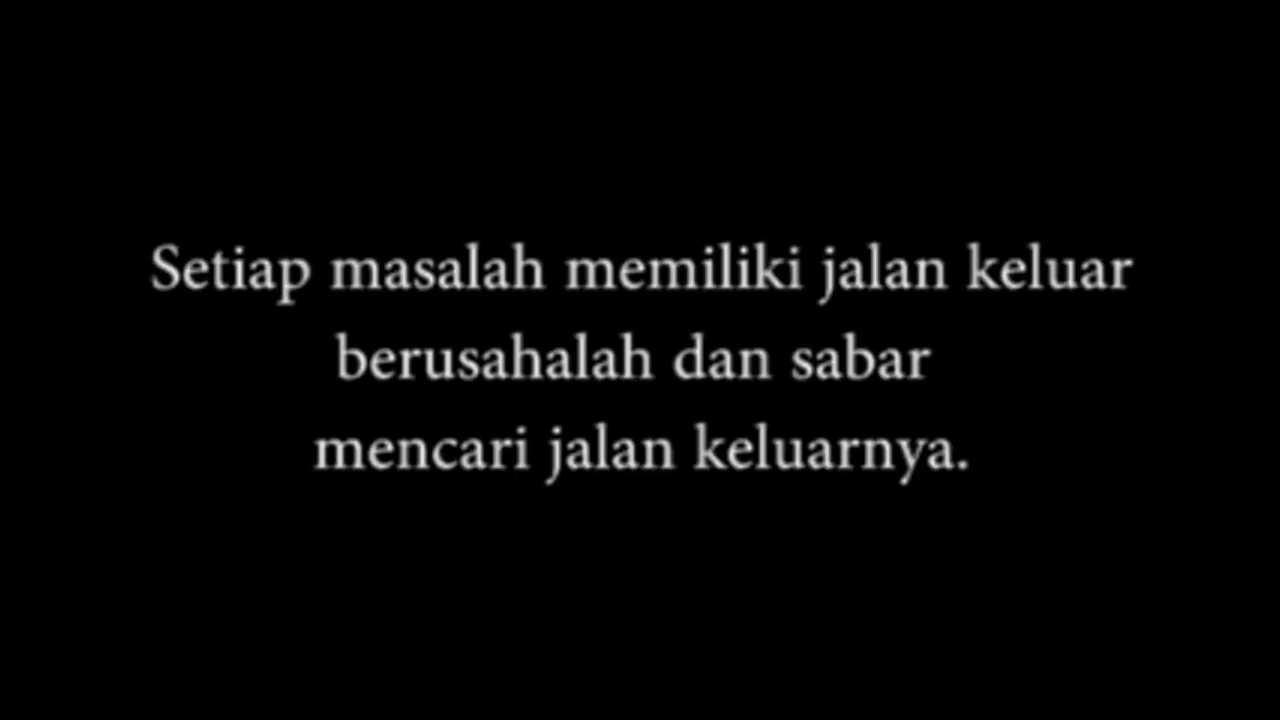 Setiap masalah memiliki jalan keluar
berusahalah dan sabar
mencari jalan keluarnya.